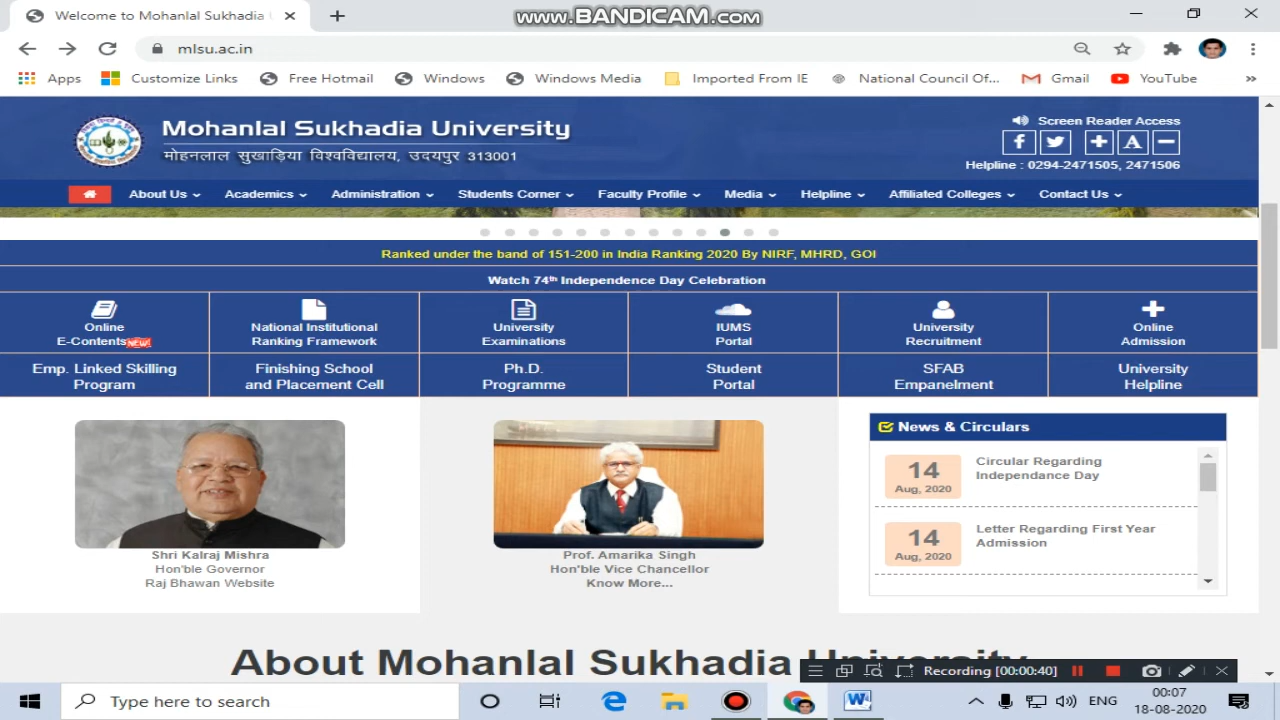 Welcome to Mohanlal Sukhadia
www.BANDICAM.com
mlsu.ac.in
Apps
Customize Links
Free Hotmail
Windows
Windows Media
Imported From IE
National Council Of...
Gmail
YouTube
»
Mohanlal Sukhadia University
मोहनलाल सुखाड़िया विश्वविद्यालय, उदयपुर 313001
Screen Reader Access
A
Helpline : 0294-2471505, 2471506
About Us
Academics
Administration
Students Corner
Faculty Profile
Media
Helpline
Affiliated Colleges
Contact Us
Ranked under the band of 151-200 in India Ranking 2020 By NIRF, MHRD, GOI
Watch 74th Independence Day Celebration
Online
E-Contents NEW!
National Institutional
Ranking Framework
University
Examinations
IUMS
Portal
University
Recruitment
Online
Admission
Emp. Linked Skilling
Program
Finishing School
and Placement Cell
Ph.D.
Programme
Student
Portal
SFAB
Empanelment
University
Helpline
Shri Kalraj Mishra
Hon'ble Governor
Raj Bhawan Website
Prof. Amarika Singh
Hon'ble Vice Chancellor
Know More...
News & Circulars
14
Aug, 2020
Circular Regarding
Independance Day
14
Aug, 2020
Letter Regarding First Year
Admission
About Mohanlal Sukhadia University
Recording [00:00:40]
Type here to search
ENG
00:07
18-08-2020